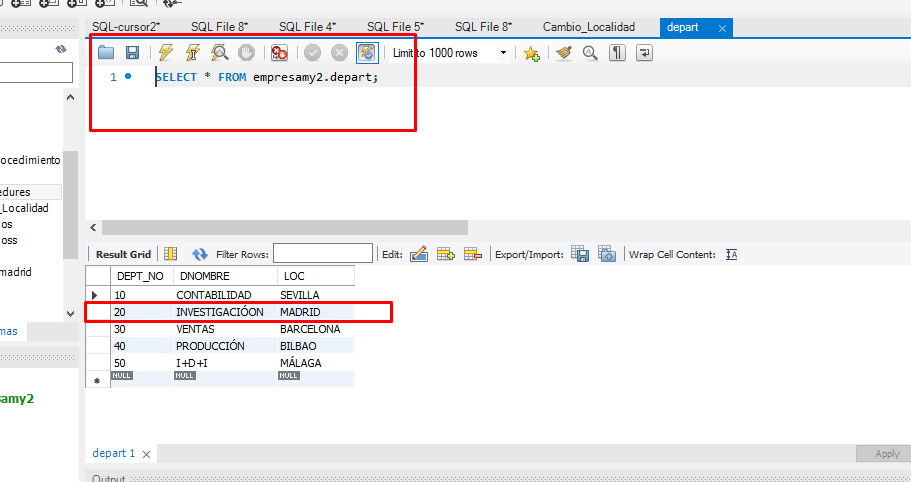 SQL-cursor2* SQL File 8* SQL File 4* SQL File 5* SQL File 8* Cambio_Localidad depart
Limit to 1000 rows
1 SELECT * FROM empresamy2.depart;
rocedimiento
edures
_Localidad
ios
oss
madrid
mas
amy2
Result Grid Filter Rows: Edit: Export/Import: Wrap Cell Content:
DEPT_NO DNOMBRE LOC
10 CONTABILIDAD SEVILLA
20 INVESTIGACIÓON MADRID
30 VENTAS BARCELONA
40 PRODUCCIÓN BILBAO
50 I+D+I MÁLAGA
NULL NULL NULL
depart 1 Apply
Output